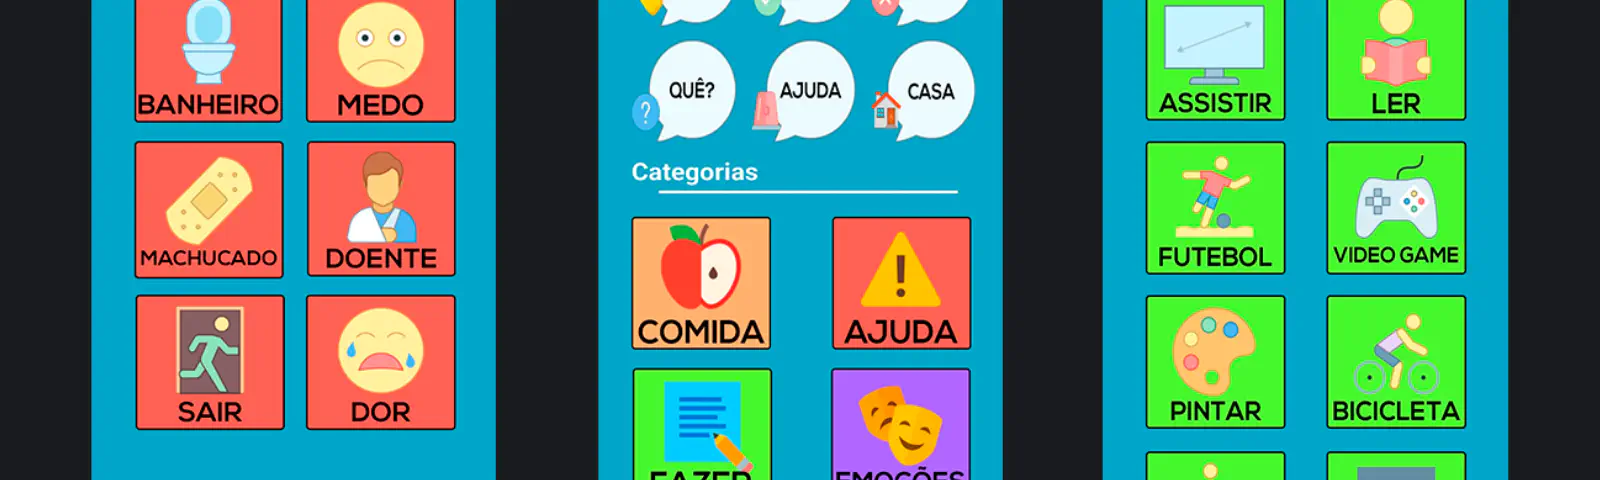 BANHEIRO
MEDO
MACHUCADO
DOENTE
SAIR
DOR
QUÊ?
AJUDA
CASA
Categorias
COMIDA
AJUDA
FAZER
EMOÇÕES
ASSISTIR
LER
FUTEBOL
VIDEO GAME
PINTAR
BICICLETA